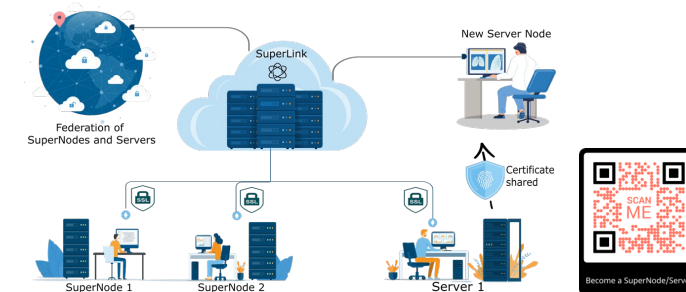 SuperLink
New Server Node
Federation of
SuperNodes and Servers
Certificate
shared
SSL
SSL
SSL
SuperNode 1
SuperNode 2
Server 1
SCAN
ME
Become a SuperNode/Serve